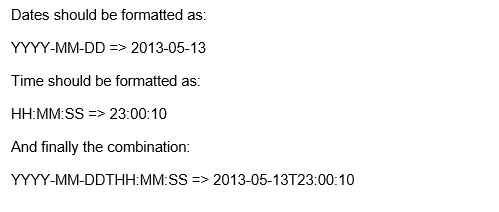 Dates should be formatted as:
YYYY-MM-DD => 2013-05-13
Time should be formatted as:
HH:MM:SS => 23:00:10
And finally the combination:
YYYY-MM-DDTHH:MM:SS => 2013-05-13T23:00:10